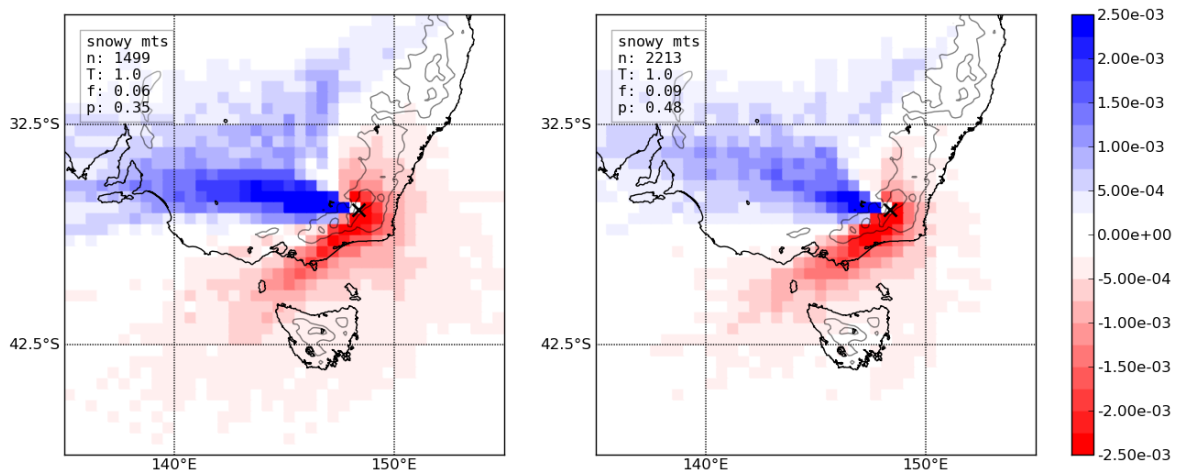 snowy mts
n: 1499
T: 1.0
f: 0.06
p: 0.35
snowy mts
n: 2213
T: 1.0
f: 0.09
p: 0.48
32.5°S
42.5°S
140°E
150°E
32.5°S
42.5°S
140°E
150°E
2.50e-03
2.00e-03
1.50e-03
1.00e-03
5.00e-04
0.00e+00
-5.00e-04
-1.00e-03
-1.50e-03
-2.00e-03
-2.50e-03